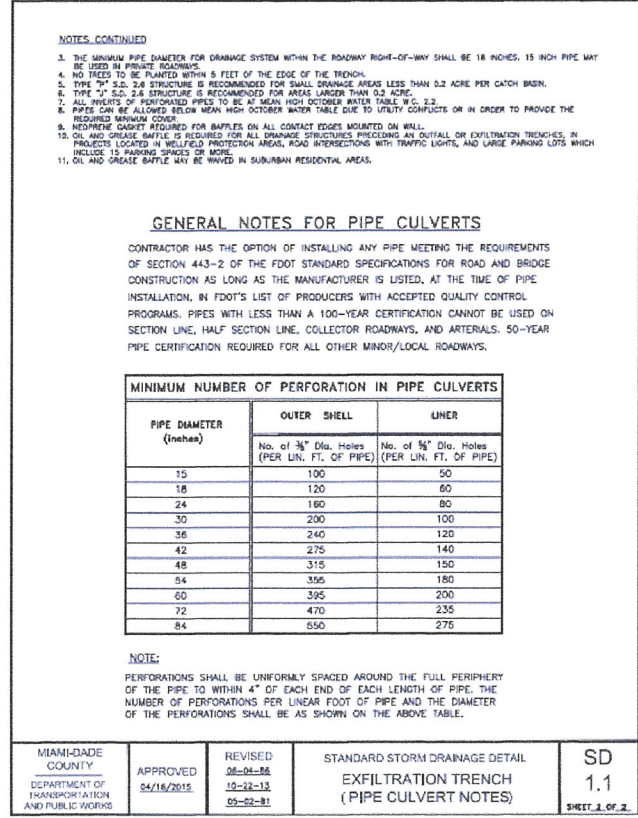 NOTES CONTINUED
3. THE MINIMUM PIPE DIAMETER FOR DRAINAGE SYSTEM WITHIN THE ROADWAY RIGHT-OF-WAY SHALL BE 18 INCHES, 15 INCH PIPE MAY
BE USED IN PRIVATE ROADWAYS.
4. NO TREES TO BE PLANTED WITHIN 5 FEET OF THE EDGE OF THE TRENCH.
5. TYPE "P" S.D. 2.6 STRUCTURE IS RECOMMENDED FOR SMALL DRAINAGE AREAS LESS THAN 0.2 ACRE PER CATCH BASIN.
6. TYPE "J" S.D. 2.6 STRUCTURE IS RECOMMENDED FOR AREAS LARGER THAN 0.2 ACRE.
7. ALL INVERTS OF PERFORATED PIPES TO BE AT MEAN HIGH OCTOBER WATER TABLE W.C. 2.2.
8. PIPES CAN BE ALLOWED BELOW MEAN HIGH OCTOBER WATER TABLE DUE TO UTILITY CONFLICTS OR IN ORDER TO PROVIDE THE
REQUIRED MINIMUM COVER.
9. NEOPRENE GASKET REQUIRED FOR BAFFLES ON ALL CONTACT EDGES MOUNTED ON WALL.
10. OIL AND GREASE BAFFLE IS REQUIRED FOR ALL DRAINAGE STRUCTURES PRECEDING AN OUTFALL OR EXFILTRATION TRENCHES, IN
PROJECTS LOCATED IN WELLFIELD PROTECTION AREAS, ROAD INTERSECTIONS WITH TRAFFIC LIGHTS, AND LARGE PARKING LOTS WHICH
INCLUDE 15 PARKING SPACES OR MORE.
11. OIL AND GREASE BAFFLE MAY BE WAIVED IN SUBURBAN RESIDENTIAL AREAS.
GENERAL NOTES FOR PIPE CULVERTS
CONTRACTOR HAS THE OPTION OF INSTALLING ANY PIPE MEETING THE REQUIREMENTS
OF SECTION 443-2 OF THE FDOT STANDARD SPECIFICATIONS FOR ROAD AND BRIDGE
CONSTRUCTION AS LONG AS THE MANUFACTURER IS LISTED, AT THE TIME OF PIPE
INSTALLATION, IN FDOT'S LIST OF PRODUCERS WITH ACCEPTED QUALITY CONTROL
PROGRAMS. PIPES WITH LESS THAN A 100-YEAR CERTIFICATION CANNOT BE USED ON
SECTION LINE, HALF SECTION LINE, COLLECTOR ROADWAYS, AND ARTERIALS. 50-YEAR
PIPE CERTIFICATION REQUIRED FOR ALL OTHER MINOR/LOCAL ROADWAYS.
MINIMUM NUMBER OF PERFORATION IN PIPE CULVERTS
PIPE DIAMETER (inches) OUTER SHELL LINER
No. of ⅜" Dia. Holes No. of Dia. Holes
(PER LIN. FT. OF PIPE) (PER LIN. FT. OF PIPE)
15 100 50
18 120 60
24 160 80
30 200 100
36 240 120
42 275 140
48 315 150
54 355 180
60 395 200
72 470 235
84 550 275
NOTE:
PERFORATIONS SHALL BE UNIFORMLY SPACED AROUND THE FULL PERIPHERY
OF THE PIPE TO WITHIN 4" OF EACH END OF EACH LENGTH OF PIPE. THE
NUMBER OF PERFORATIONS PER LINEAR FOOT OF PIPE AND THE DIAMETER
OF THE PERFORATIONS SHALL BE AS SHOWN ON THE ABOVE TABLE.
MIAMI-DADE
COUNTY
DEPARTMENT OF
TRANSPORTATION
AND PUBLIC WORKS
APPROVED
04/16/2015
REVISED
06-04-86
10-22-13
05-02-81
STANDARD STORM DRAINAGE DETAIL
EXFILTRATION TRENCH
(PIPE CULVERT NOTES)
SD
1.1
SHEET 2 OF 2